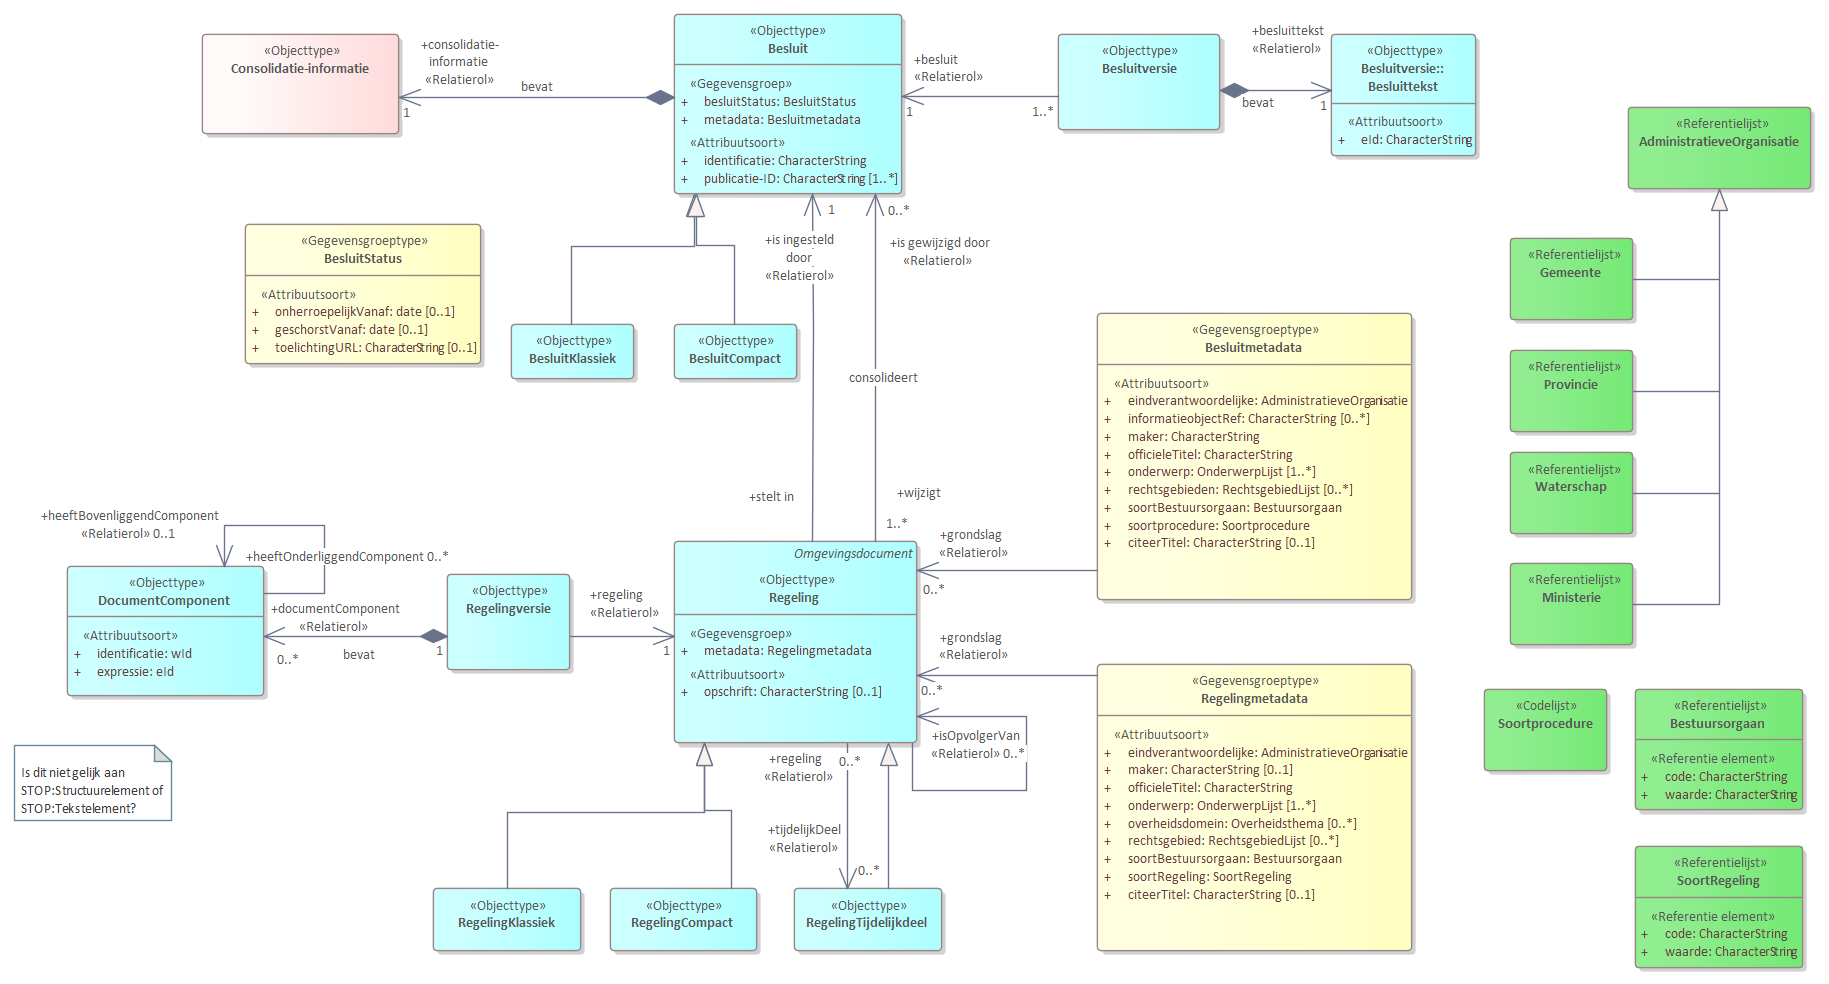 «Objecttype»
Consolidatie-informatie
+consolidatie-
informatie
«Relatierol»
1
bevat
«Objecttype»
Besluit
«Gegevensgroep»
+ besluitStatus: BesluitStatus
+ metadata: Besluitmetadata
«Attribuutsoort»
+ identificatie: CharacterString
+ publicatie-ID: CharacterString [1..*]
+besluit
«Relatierol»
1
1..*
«Objecttype»
Besluitversie
bevat
+besluittekst
«Relatierol»
1
«Objecttype»
Besluitversie::
Besluittekst
«Attribuutsoort»
+ eId: CharacterString
«Referentielijst»
AdministratieveOrganisatie
«Gegevensgroeptype»
BesluitStatus
«Attribuutsoort»
+ onherroepelijkVanaf: date [0..1]
+ geschorstVanaf: date [0..1]
+ toelichtingURL: CharacterString [0..1]
«Objecttype»
BesluitKlassiek
«Objecttype»
BesluitCompact
1
+is ingesteld
door
«Relatierol»
0..*
+is gewijzigd door
«Relatierol»
consolideert
+stelt in
+wijzigt
1..*
«Gegevensgroeptype»
Besluitmetadata
«Attribuutsoort»
+ eindverantwoordelijke: AdministratieveOrganisatie
+ informatieobjectRef: CharacterString [0..*]
+ maker: CharacterString
+ officieleTitel: CharacterString
+ onderwerp: OnderwerpLijst [1..*]
+ rechtsgebieden: RechtsgebiedLijst [0..*]
+ soortBestuursorgaan: Bestuursorgaan
+ soortprocedure: Soortprocedure
+ citeerTitel: CharacterString [0..1]
«Referentielijst»
Gemeente
«Referentielijst»
Provincie
«Referentielijst»
Waterschap
«Referentielijst»
Ministerie
+heeftBovenliggendComponent
«Relatierol» 0..1
+heeftOnderliggendComponent 0..*
«Objecttype»
DocumentComponent
«Attribuutsoort»
+ identificatie: wId
+ expressie: eId
+documentComponent
«Relatierol»
0..*
bevat
1
«Objecttype»
Regelingversie
+regeling
«Relatierol»
1
Omgevingsdocument
«Objecttype»
Regeling
«Gegevensgroep»
+ metadata: Regelingmetadata
«Attribuutsoort»
+ opschrift: CharacterString [0..1]
+grondslag
«Relatierol»
0..*
+grondslag
«Relatierol»
0..*
+isOpvolgerVan
«Relatierol» 0..*
«Gegevensgroeptype»
Regelingmetadata
«Attribuutsoort»
+ eindverantwoordelijke: AdministratieveOrganisatie
+ maker: CharacterString [0..1]
+ officieleTitel: CharacterString
+ onderwerp: OnderwerpLijst [1..*]
+ overheidsdomein: Overheidsthema [0..*]
+ rechtsgebied: RechtsgebiedLijst [0..*]
+ soortBestuursorgaan: Bestuursorgaan
+ soortRegeling: SoortRegeling
+ citeerTitel: CharacterString [0..1]
«Codelijst»
Soortprocedure
«Referentielijst»
Bestuursorgaan
«Referentie element»
+ code: CharacterString
+ waarde: CharacterString
«Referentielijst»
SoortRegeling
«Referentie element»
+ code: CharacterString
+ waarde: CharacterString
Is dit niet gelijk aan
STOP:Structuurelement of
STOP:Tekstelement?
+regeling
«Relatierol»
0..*
+tijdelijkDeel
«Relatierol»
0..*
«Objecttype»
RegelingKlassiek
«Objecttype»
RegelingCompact
«Objecttype»
RegelingTijdelijkdeel